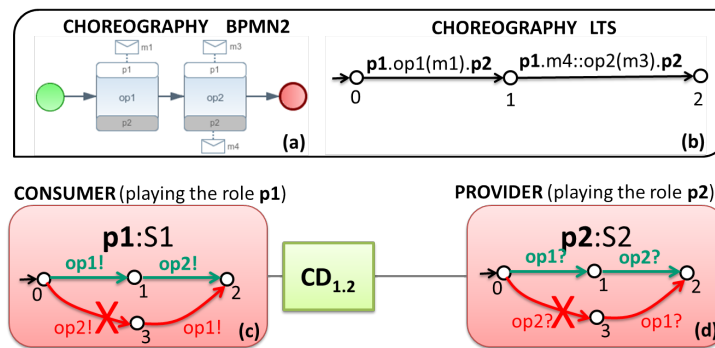 CHOREOGRAPHY BPMN2
m1
m3
p1
p1
op1
op2
p2
p2
m4
(a)
CHOREOGRAPHY LTS
p1.op1(m1).p2
p1.m4::op2(m3).p2
0
1
2
(b)
CONSUMER (playing the role p1)
p1:S1
op1!
op2!
0
1
2
op2!
3
op1!
(c)
CD1.2
PROVIDER (playing the role p2)
p2:S2
op1?
op2?
0
1
2
op2?
3
op1?
(d)